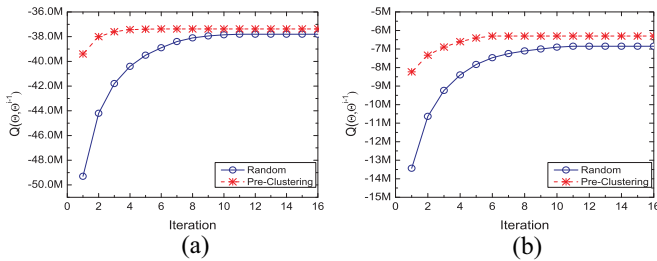 -36.0M
-38.0M
-40.0M
-42.0M
-44.0M
-46.0M
-48.0M
-50.0M
Q(Θ,Θ^i-1)
0 2 4 6 8 10 12 14 16
Iteration
Random
Pre-Clustering
(a)
-5M
-6M
-7M
-8M
-9M
-10M
-11M
-12M
-13M
-14M
-15M
Q(Θ,Θ^i-1)
0 2 4 6 8 10 12 14 16
Iteration
Random
Pre-Clustering
(b)